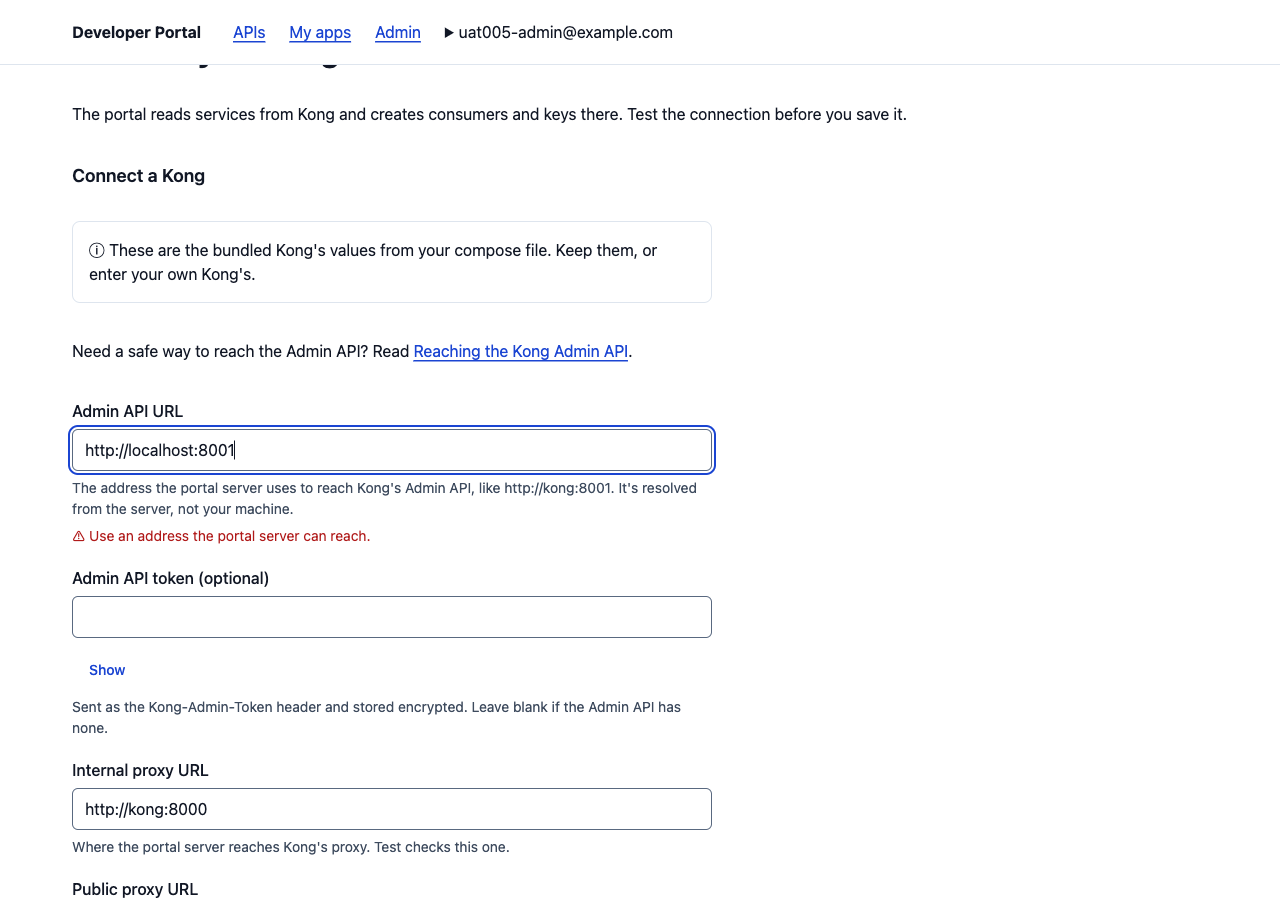 Developer Portal APIs My apps Admin ▶ uat005-admin@example.com
The portal reads services from Kong and creates consumers and keys there. Test the connection before you save it.
Connect a Kong
ⓘ These are the bundled Kong's values from your compose file. Keep them, or
enter your own Kong's.
Need a safe way to reach the Admin API? Read Reaching the Kong Admin API.
Admin API URL
http://localhost:8001
The address the portal server uses to reach Kong's Admin API, like http://kong:8001. It's resolved
from the server, not your machine.
⚠ Use an address the portal server can reach.
Admin API token (optional)
Show
Sent as the Kong-Admin-Token header and stored encrypted. Leave blank if the Admin API has
none.
Internal proxy URL
http://kong:8000
Where the portal server reaches Kong's proxy. Test checks this one.
Public proxy URL